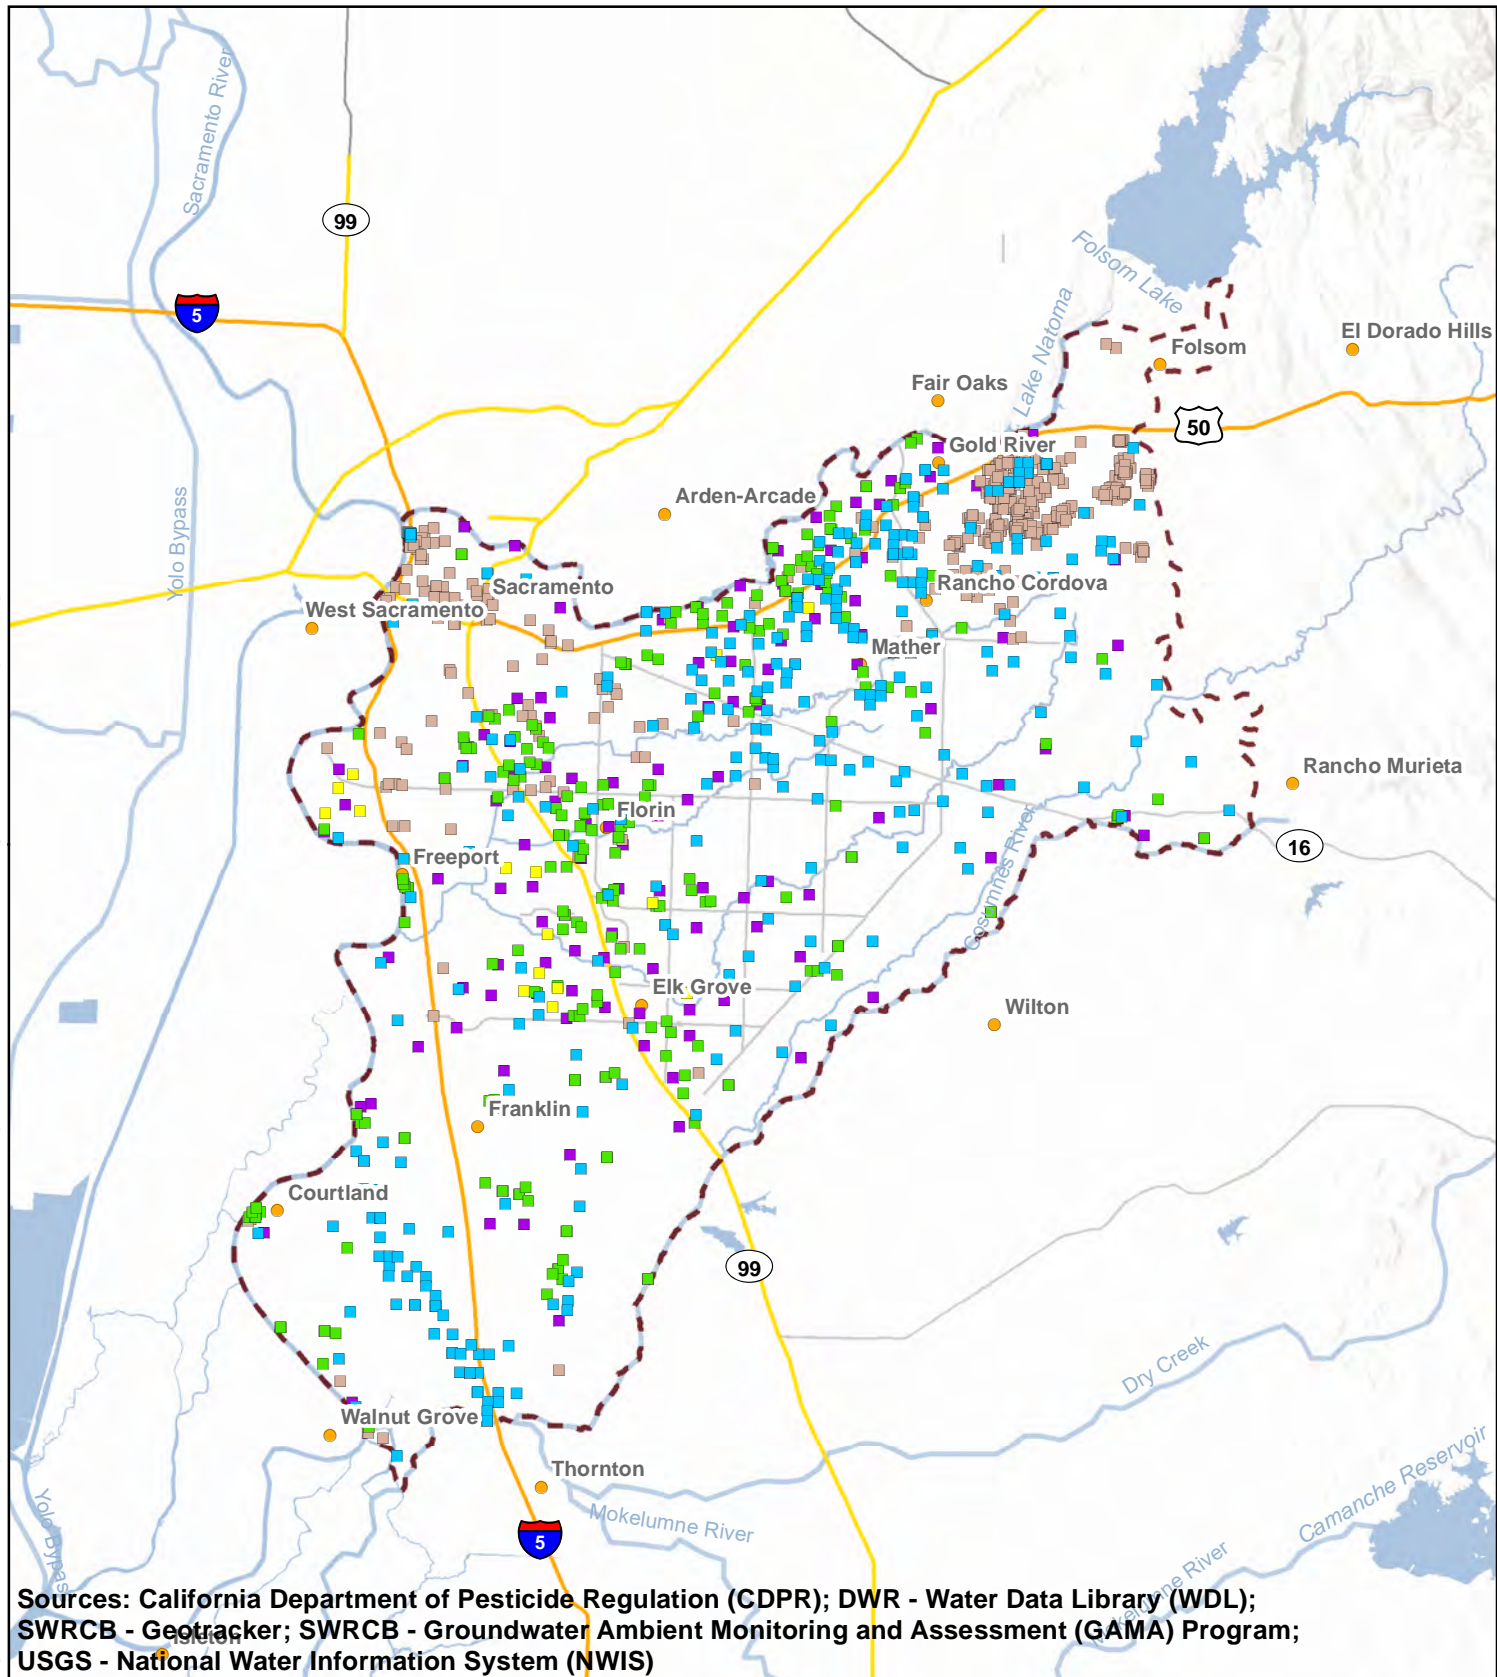 Sacramento River
99
5
Folsom Lake
Lake Natoma
El Dorado Hills
Folsom
Fair Oaks
50
Gold River
Arden-Arcade
Yolo Bypass
Sacramento
Rancho Cordova
West Sacramento
Mather
Rancho Murieta
Florin
16
Freeport
Cosumnes River
Elk Grove
Wilton
Franklin
Courtland
99
Dry Creek
Walnut Grove
Camanche Reservoir
Thornton
Mokelumne River
Yolo Bypass
5
Mokelumne River
Sources: California Department of Pesticide Regulation (CDPR); DWR - Water Data Library (WDL);
SWRCB - Geotracker; SWRCB - Groundwater Ambient Monitoring and Assessment (GAMA) Program;
Isleton
USGS - National Water Information System (NWIS)